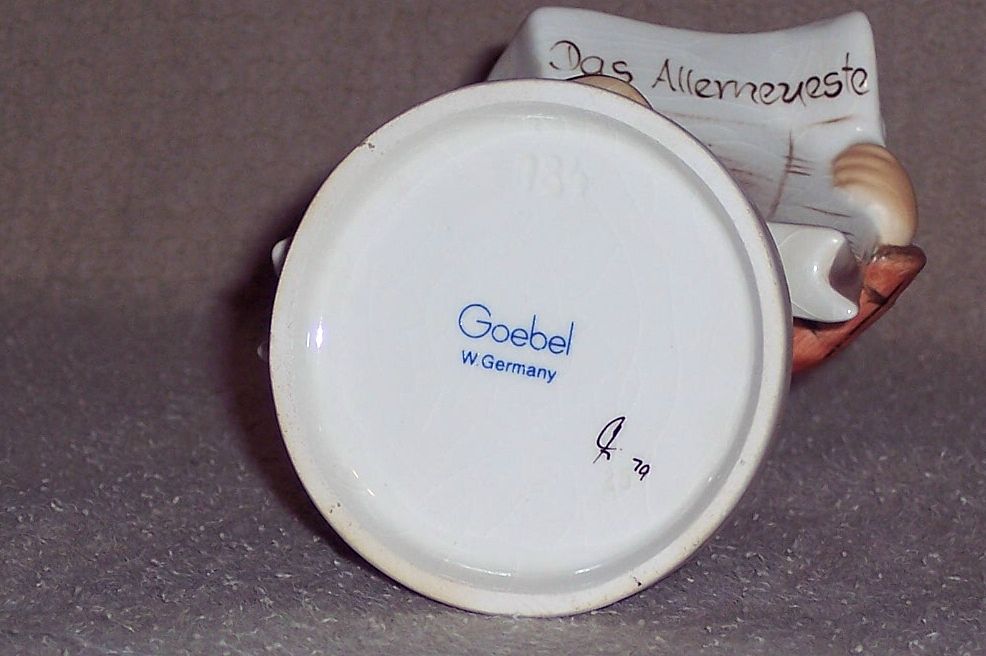 Das Allerneueste
Goebel
W. Germany
79